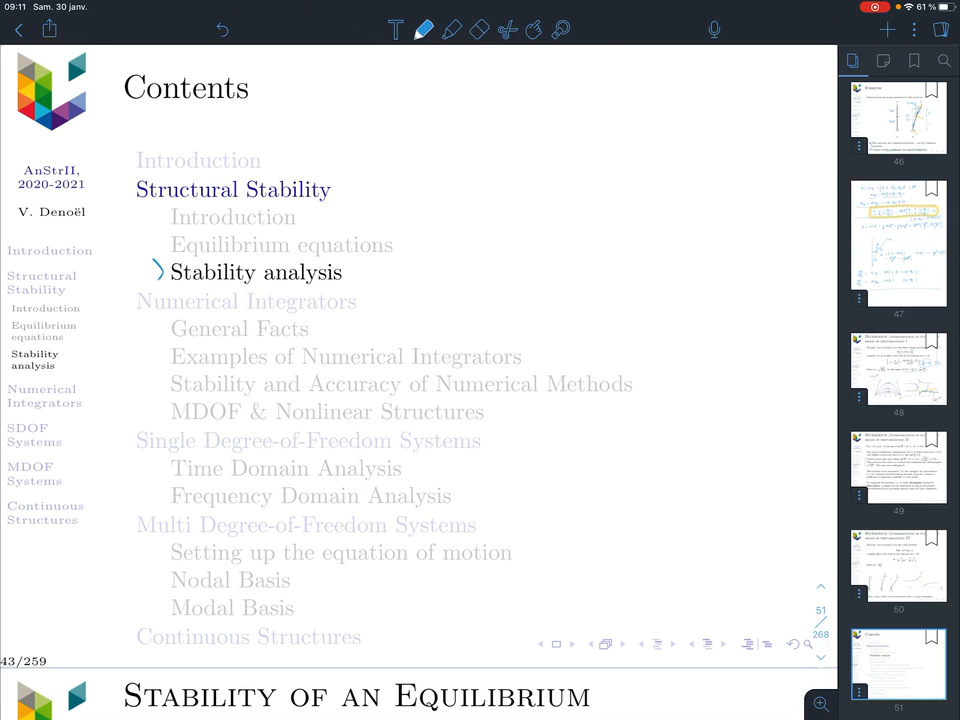 09:11 Sam. 30 janv.
61 %
Contents
AnStrII,
2020-2021
V. Denoël
Introduction
Structural
Stability
Introduction
Equilibrium
equations
Stability
analysis
Numerical
Integrators
SDOF
Systems
MDOF
Systems
Continuous
Structures
43/259
Introduction
Structural Stability
Introduction
Equilibrium equations
Stability analysis
Numerical Integrators
General Facts
Examples of Numerical Integrators
Stability and Accuracy of Numerical Methods
MDOF & Nonlinear Structures
Single Degree-of-Freedom Systems
Time Domain Analysis
Frequency Domain Analysis
Multi Degree-of-Freedom Systems
Setting up the equation of motion
Nodal Basis
Modal Basis
Continuous Structures
51
268
Stability of an Equilibrium
46
47
48
49
50
Contents
51